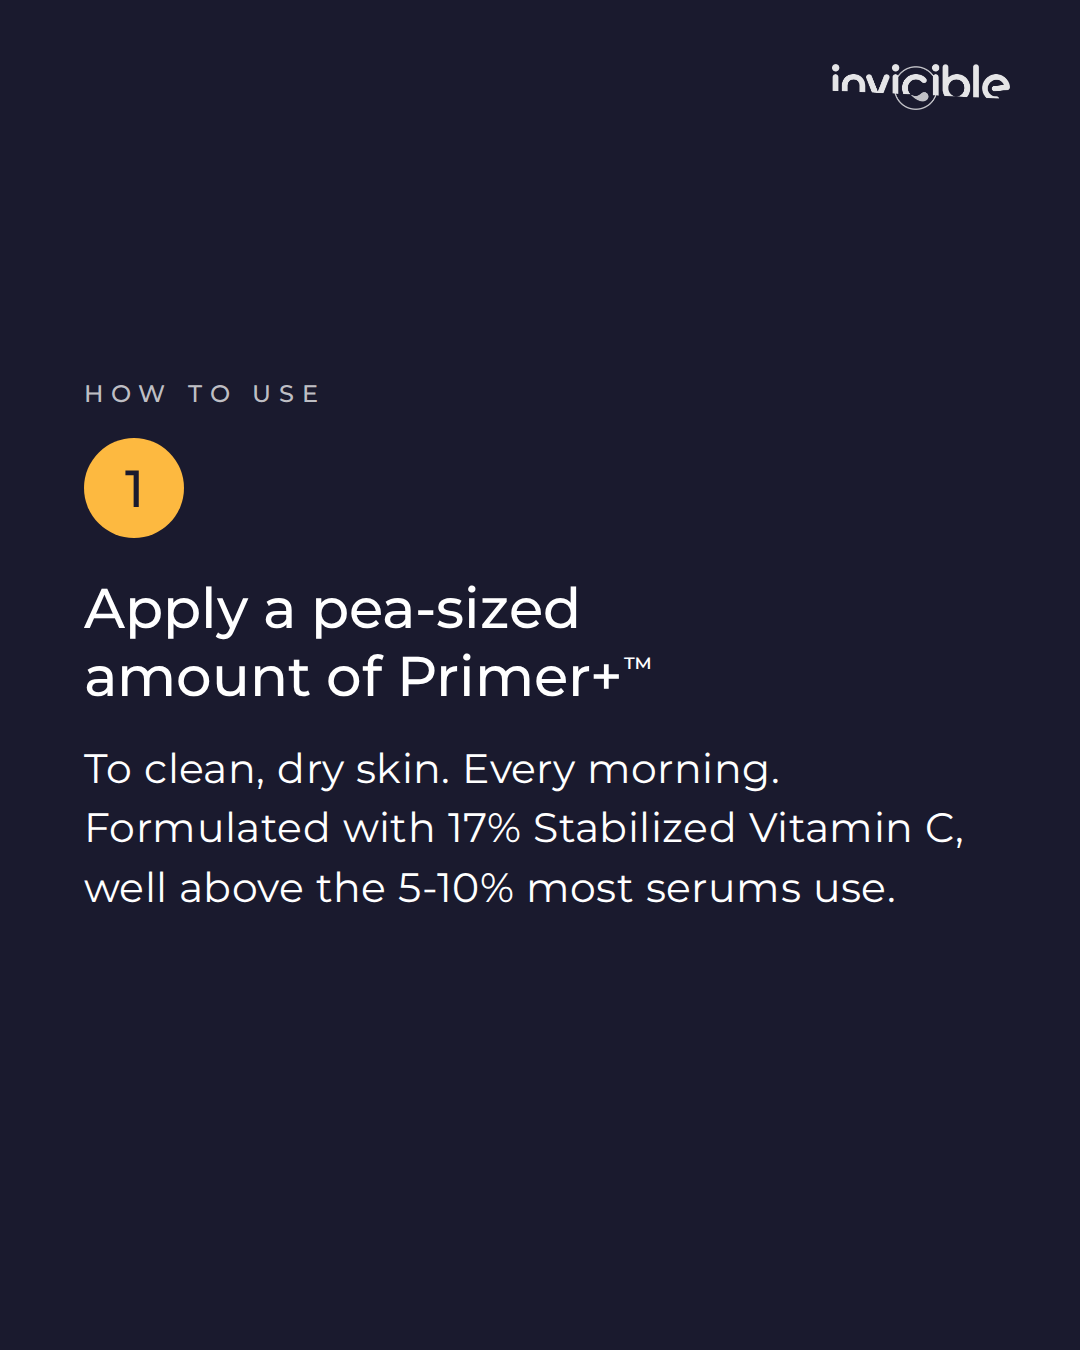 invicible
HOW TO USE
1
Apply a pea-sized
amount of Primer+™
To clean, dry skin. Every morning.
Formulated with 17% Stabilized Vitamin C,
well above the 5-10% most serums use.